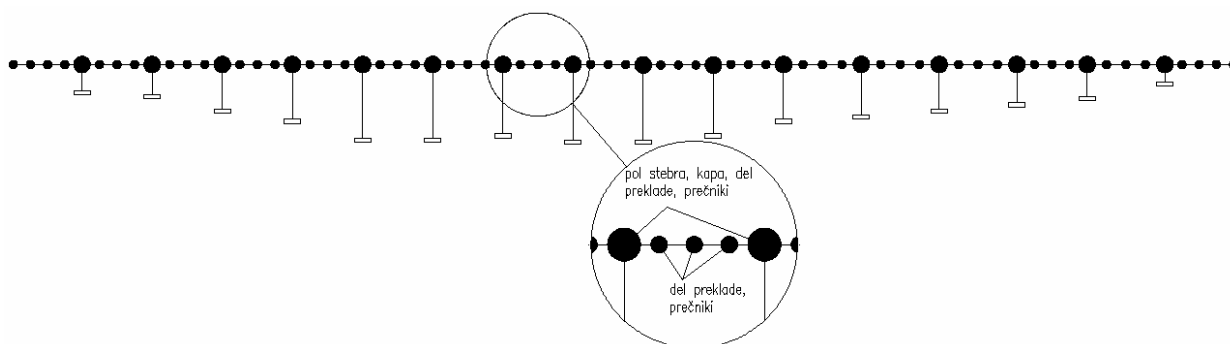 pol stebra, kapa, del
preklade, prečniki
del preklade,
prečniki